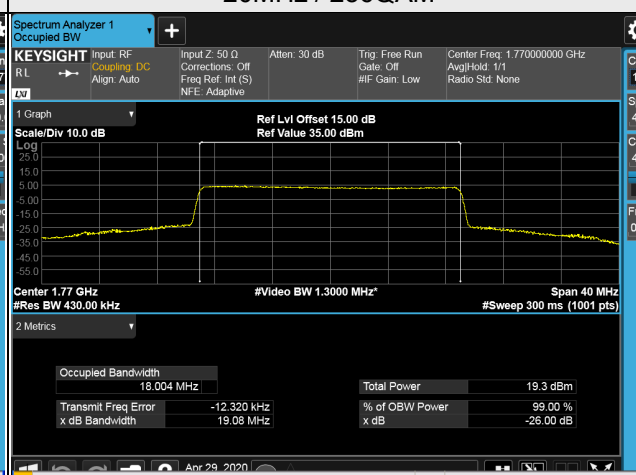 Spectrum Analyzer 1
Occupied BW
KEYSIGHT
Input: RF
Coupling: DC
Align: Auto
Input Z: 50 Ω
Corrections: Off
Freq Ref: Int (S)
NFE: Adaptive
Atten: 30 dB
Trig: Free Run
Gate: Off
#IF Gain: Low
Center Freq: 1.770000000 GHz
Avg|Hold: 1/1
Radio Std: None
R L
LXI
1 Graph
Scale/Div 10.0 dB
Ref Lvl Offset 15.00 dB
Ref Value 35.00 dBm
Log
25.0
15.0
5.00
-5.00
-15.0
-25.0
-35.0
-45.0
-55.0
Center 1.77 GHz
#Video BW 1.3000 MHz*
Span 40 MHz
#Res BW 430.00 kHz
#Sweep 300 ms (1001 pts)
2 Metrics
Occupied Bandwidth
18.004 MHz
Total Power 19.3 dBm
Transmit Freq Error -12.320 kHz
% of OBW Power 99.00 %
x dB Bandwidth 19.08 MHz
x dB -26.00 dB
Apr 29, 2020